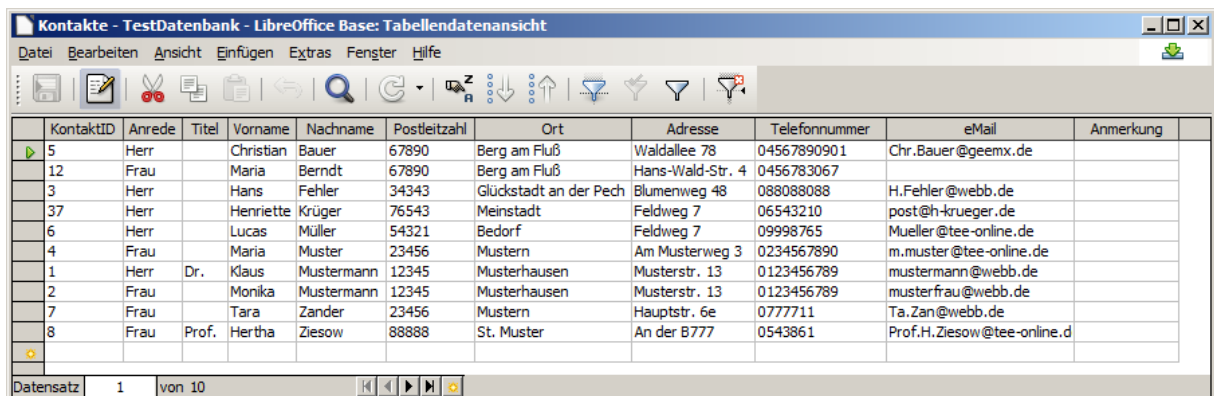 Kontakte - TestDatenbank - LibreOffice Base: Tabellendatenansicht
Datei Bearbeiten Ansicht Einfügen Extras Fenster Hilfe
KontaktID Anrede Titel Vorname Nachname Postleitzahl Ort Adresse Telefonnummer eMail Anmerkung
5 Herr Christian Bauer 67890 Berg am Fluß Waldallee 78 04567890901 Chr.Bauer@geemx.de
12 Frau Maria Berndt 67890 Berg am Fluß Hans-Wald-Str. 4 0456783067
3 Herr Hans Fehler 34343 Glückstadt an der Pech Blumenweg 48 088088088 H.Fehler@webb.de
37 Herr Henriette Krüger 76543 Meinstadt Feldweg 7 06543210 post@h-krueger.de
6 Herr Lucas Müller 54321 Bedorf Feldweg 7 09998765 Mueller@tee-online.de
4 Frau Maria Muster 23456 Mustern Am Musterweg 3 0234567890 m.muster@tee-online.de
1 Herr Dr. Klaus Mustermann 12345 Musterhausen Musterstr. 13 0123456789 mustermann@webb.de
2 Frau Monika Mustermann 12345 Musterhausen Musterstr. 13 0123456789 musterfrau@webb.de
7 Frau Tara Zander 23456 Mustern Hauptstr. 6e 0777711 Ta.Zan@webb.de
8 Frau Prof. Hertha Ziesow 88888 St. Muster An der B777 0543861 Prof.H.Ziesow@tee-online.d
Datensatz 1 von 10